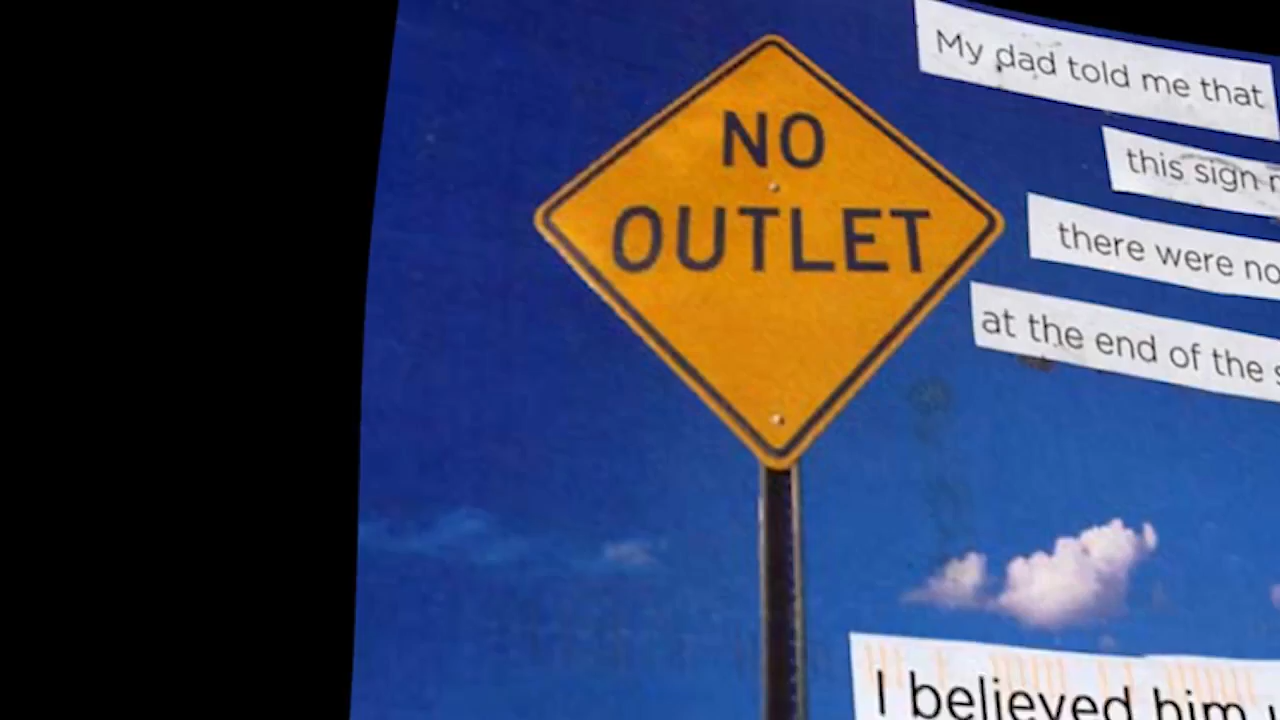 NO
OUTLET
My dad told me that
this sign
there were no
at the end of the
I believed him